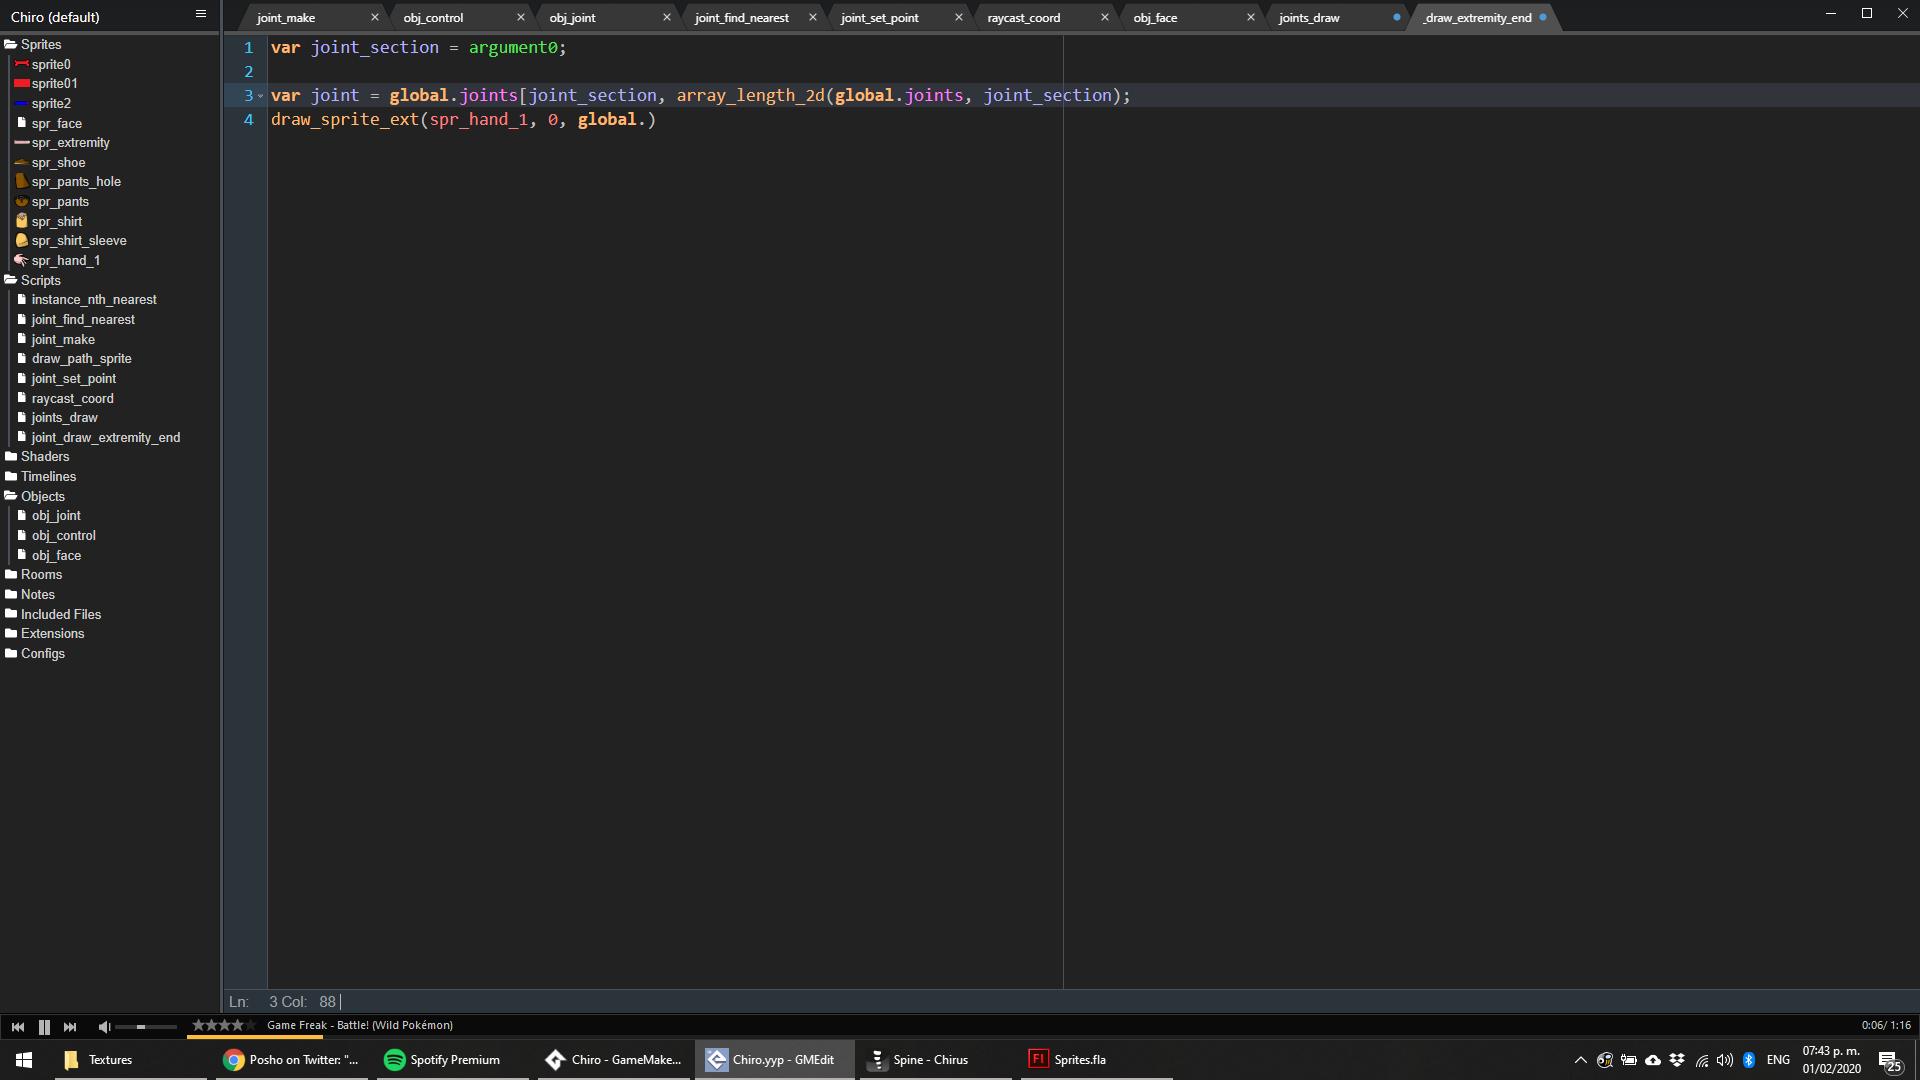 Chiro (default)
joint_make
obj_control
obj_joint
joint_find_nearest
joint_set_point
raycast_coord
obj_face
joints_draw
_draw_extremity_end
Sprites
sprite0
sprite01
sprite2
spr_face
spr_extremity
spr_shoe
spr_pants_hole
spr_pants
spr_shirt
spr_shirt_sleeve
spr_hand_1
Scripts
instance_nth_nearest
joint_find_nearest
joint_make
draw_path_sprite
joint_set_point
raycast_coord
joints_draw
joint_draw_extremity_end
Shaders
Timelines
Objects
obj_joint
obj_control
obj_face
Rooms
Notes
Included Files
Extensions
Configs
1 var joint_section = argument0;
2
3 var joint = global.joints[joint_section, array_length_2d(global.joints, joint_section);
4 draw_sprite_ext(spr_hand_1, 0, global.)
Ln: 3 Col: 88
Game Freak - Battle! (Wild Pokémon)
0:06/ 1:16
Textures
Posho on Twitter: "...
Spotify Premium
Chiro - GameMake...
Chiro.yyp - GMEdit
Spine - Chirus
Fl
Sprites.fla
ENG
07:43 p. m.
01/02/2020
25